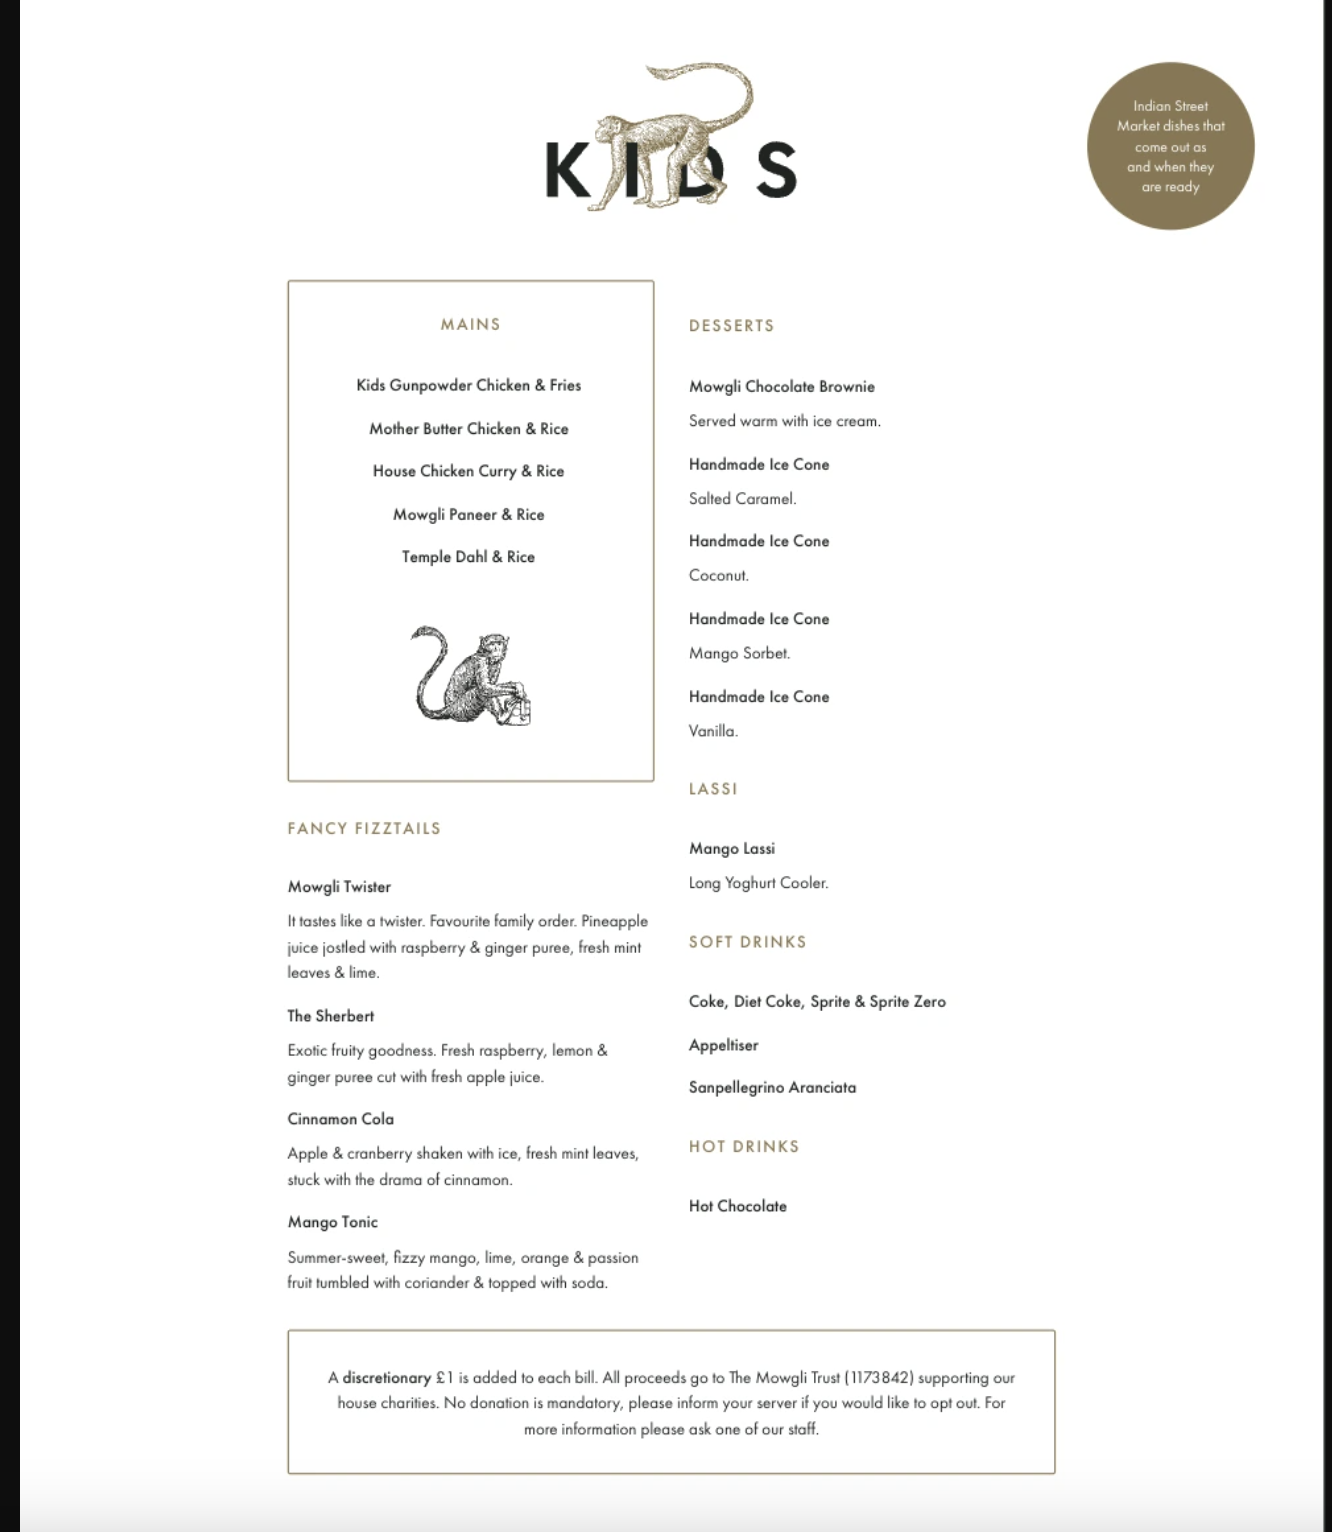 KIDS
Indian Street
Market dishes that
come out as
and when they
are ready
MAINS
Kids Gunpowder Chicken & Fries
Mother Butter Chicken & Rice
House Chicken Curry & Rice
Mowgli Paneer & Rice
Temple Dahl & Rice
FANCY FIZZTAILS
Mowgli Twister
It tastes like a twister. Favourite family order. Pineapple
juice jostled with raspberry & ginger puree, fresh mint
leaves & lime.
The Sherbert
Exotic fruity goodness. Fresh raspberry, lemon &
ginger puree cut with fresh apple juice.
Cinnamon Cola
Apple & cranberry shaken with ice, fresh mint leaves,
stuck with the drama of cinnamon.
Mango Tonic
Summer-sweet, fizzy mango, lime, orange & passion
fruit tumbled with coriander & topped with soda.
DESSERTS
Mowgli Chocolate Brownie
Served warm with ice cream.
Handmade Ice Cone
Salted Caramel.
Handmade Ice Cone
Coconut.
Handmade Ice Cone
Mango Sorbet.
Handmade Ice Cone
Vanilla.
LASSI
Mango Lassi
Long Yoghurt Cooler.
SOFT DRINKS
Coke, Diet Coke, Sprite & Sprite Zero
Appeltiser
Sanpellegrino Aranciata
HOT DRINKS
Hot Chocolate
A discretionary £1 is added to each bill. All proceeds go to The Mowgli Trust (1173842) supporting our
house charities. No donation is mandatory, please inform your server if you would like to opt out. For
more information please ask one of our staff.